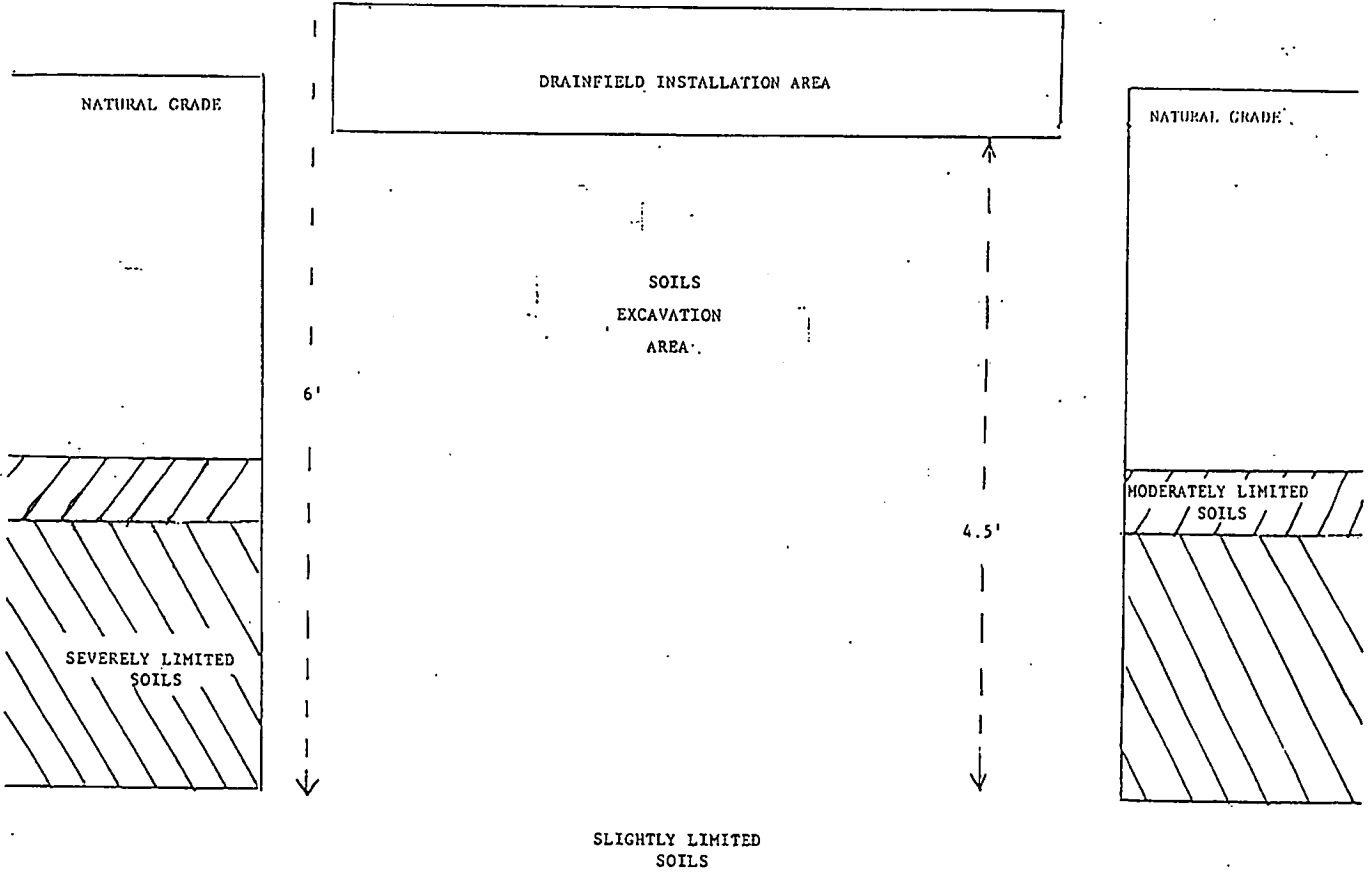 DRAINFIELD INSTALLATION AREA
NATURAL GRADE
NATURAL GRADE
SOILS
EXCAVATION
AREA
6'
MODERATELY LIMITED
SOILS
4.5'
SEVERELY LIMITED
SOILS
SLIGHTLY LIMITED
SOILS